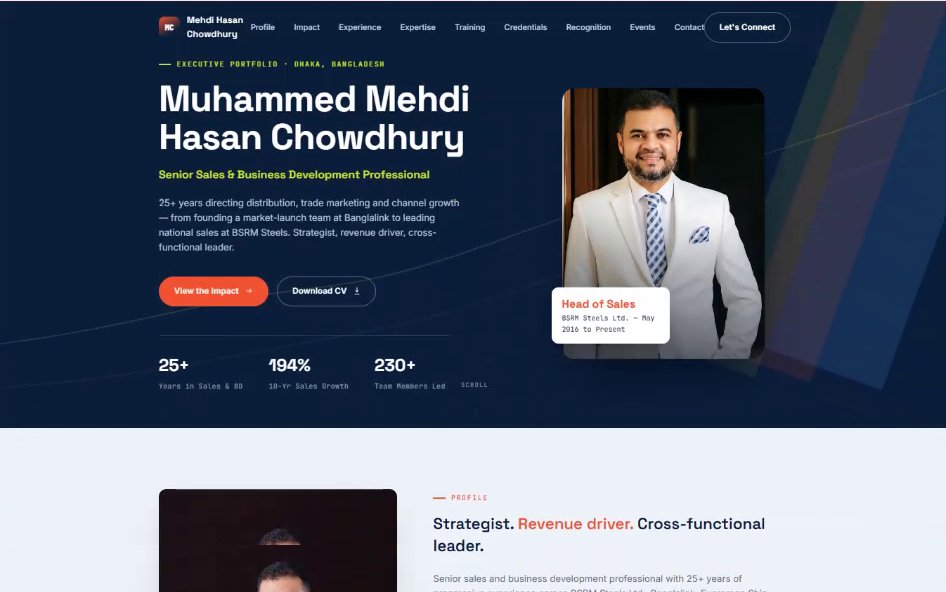 MC
Mehdi Hasan
Chowdhury
Profile Impact Experience Expertise Training Credentials Recognition Events Contact
Let's Connect
EXECUTIVE PORTFOLIO · DHAKA, BANGLADESH
Muhammed Mehdi
Hasan Chowdhury
Senior Sales & Business Development Professional
25+ years directing distribution, trade marketing and channel growth
— from founding a market-launch team at Banglalink to leading
national sales at BSRM Steels. Strategist, revenue driver, cross-
functional leader.
View the Impact →
Download CV
Head of Sales
BSRM Steels Ltd. — May
2016 to Present
25+ 194% 230+
Years in Sales & BD 10-Yr Sales Growth Team Members Led
SCROLL
PROFILE
Strategist. Revenue driver. Cross-functional
leader.
Senior sales and business development professional with 25+ years of